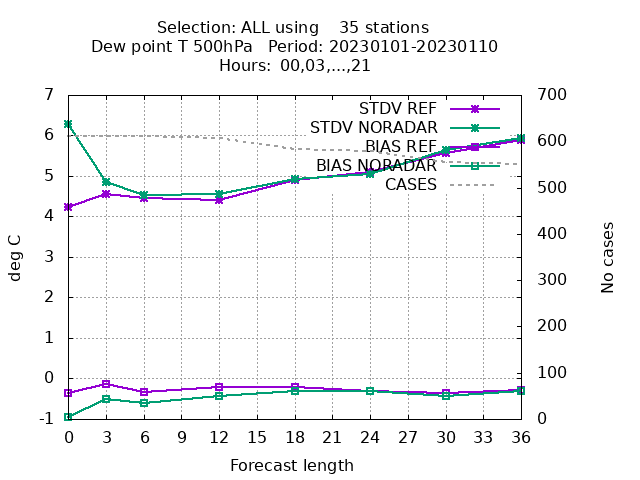 Selection: ALL using    35 stations
Dew point T 500hPa   Period: 20230101-20230110
Hours: 00,03,...,21
STDV REF
STDV NORADAR
BIAS REF
BIAS NORADAR
CASES
7
6
5
4
3
2
1
0
-1
deg C
700
600
500
400
300
200
100
0
No cases
0 3 6 9 12 15 18 21 24 27 30 33 36
Forecast length